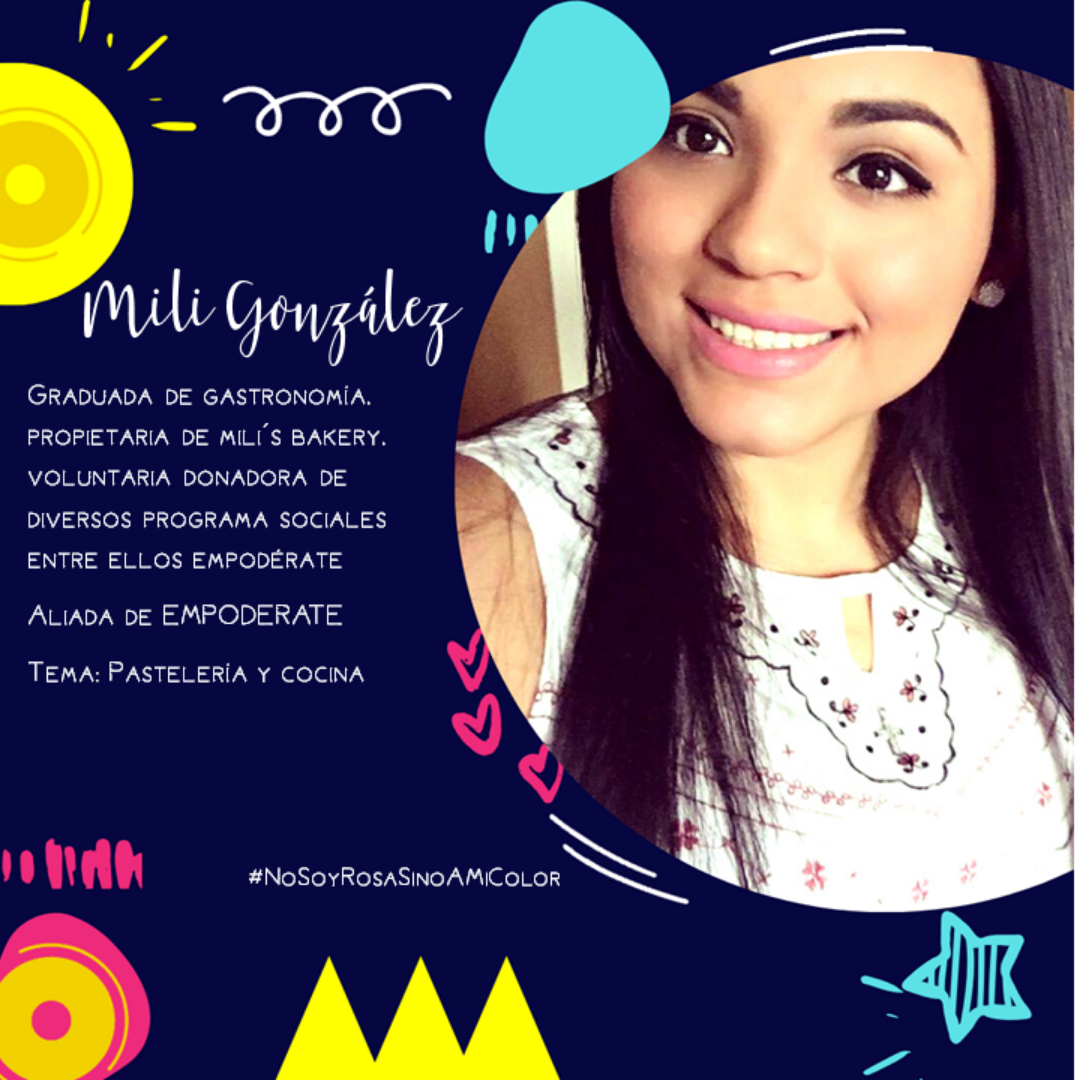 Mili González
GRADUADA DE GASTRONOMÍA.
PROPIETARIA DE MILI´S BAKERY.
VOLUNTARIA DONADORA DE
DIVERSOS PROGRAMA SOCIALES
ENTRE ELLOS EMPODÉRATE
ALIADA DE EMPODERATE
TEMA: PASTELERÍA Y COCINA
#NOSOYROSASINOAMICOLOR